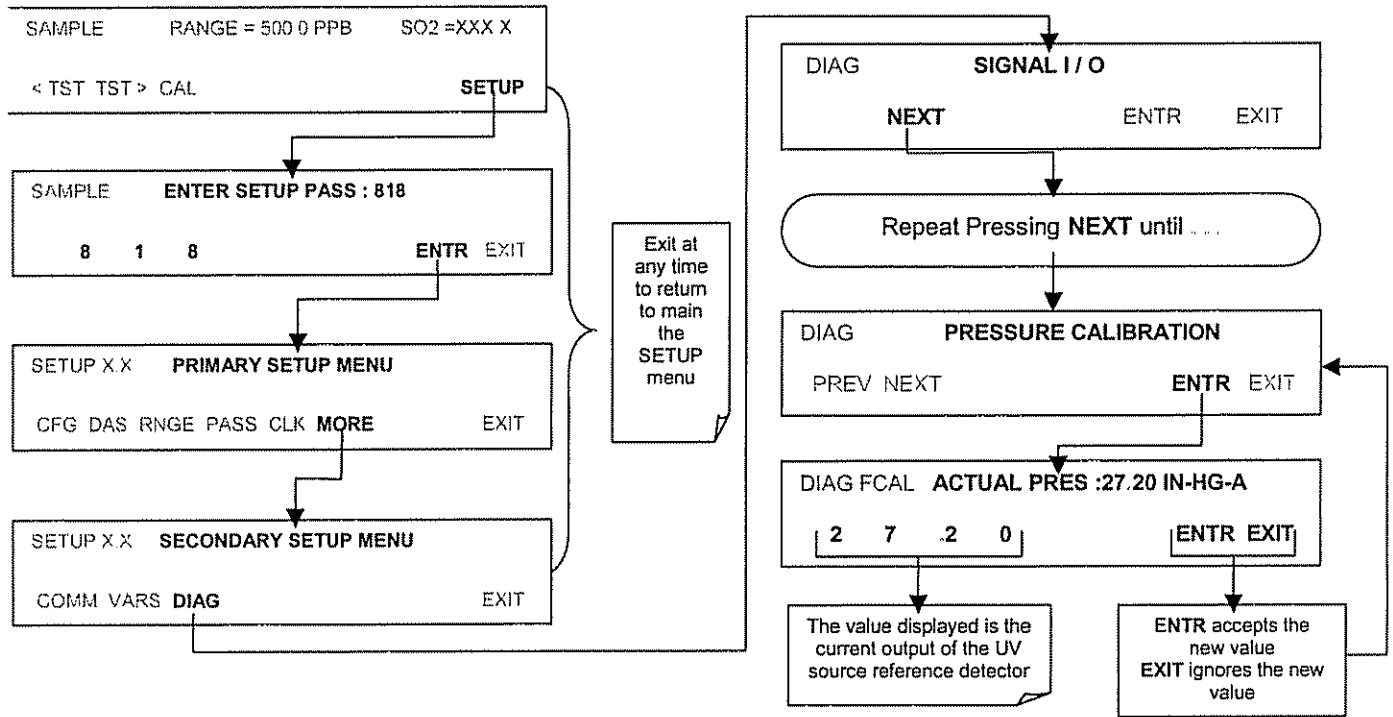 SAMPLE RANGE = 500 0 PPB SO2 =XXX X
< TST TST > CAL SETUP
SAMPLE ENTER SETUP PASS : 818
8 1 8 ENTR EXIT
SETUP X.X PRIMARY SETUP MENU
CFG DAS RNGE PASS CLK MORE EXIT
SETUP X.X SECONDARY SETUP MENU
COMM VARS DIAG EXIT
Exit at
any time
to return
to main
the
SETUP
menu
DIAG SIGNAL I / O
NEXT ENTR EXIT
Repeat Pressing NEXT until . . .
DIAG PRESSURE CALIBRATION
PREV NEXT ENTR EXIT
DIAG FCAL ACTUAL PRES :27.20 IN-HG-A
2 7 .2 0 ENTR EXIT
The value displayed is the
current output of the UV
source reference detector
ENTR accepts the
new value
EXIT ignores the new
value